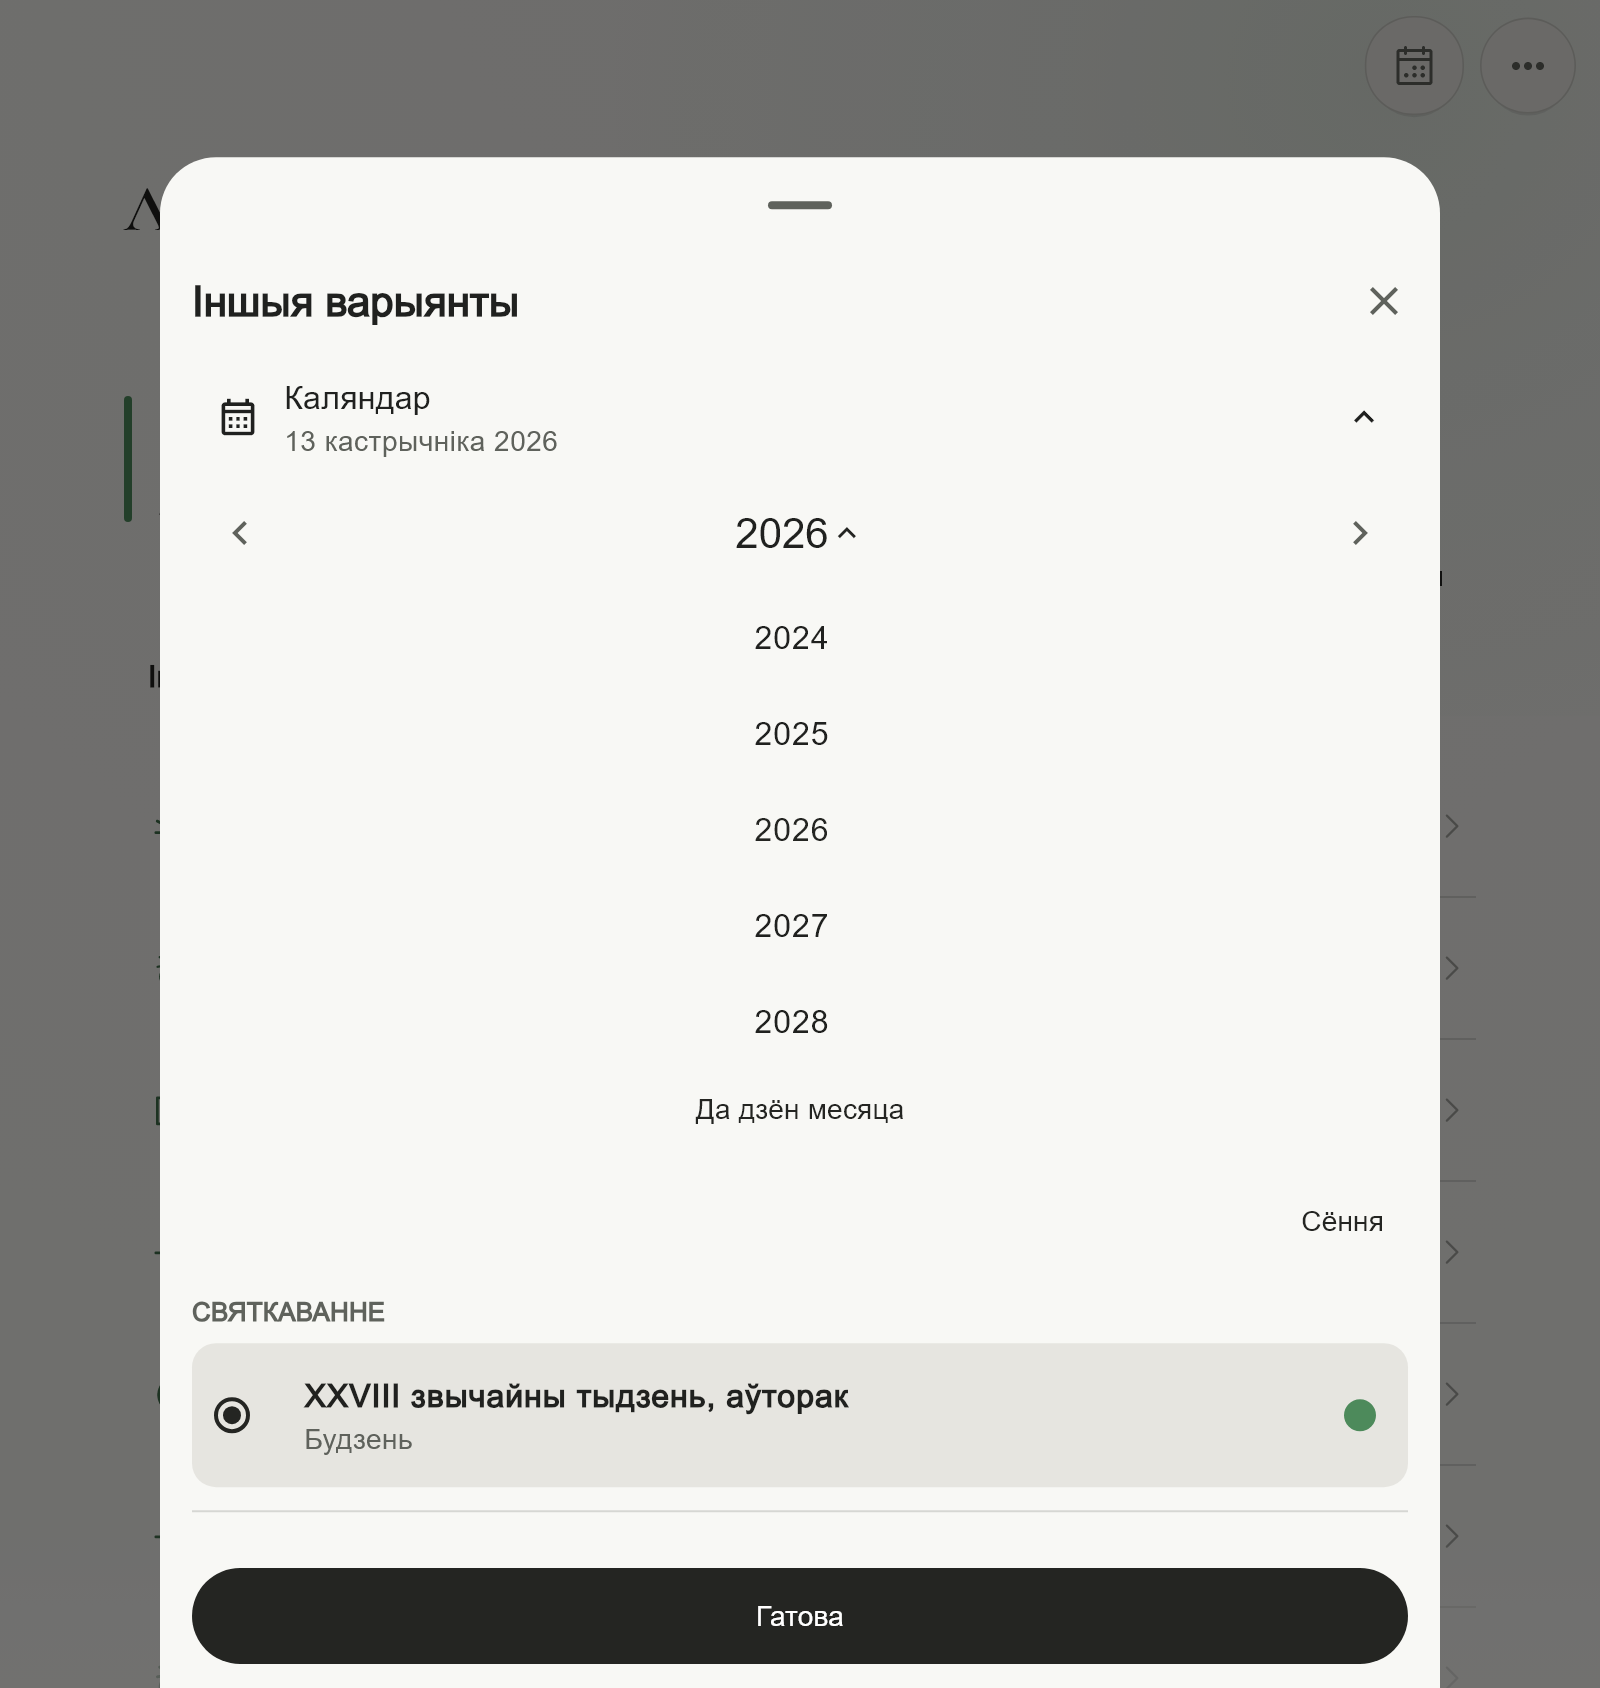 Іншыя варыянты
Каляндар
13 кастрычніка 2026
2026
2024
2025
2026
2027
2028
Да дзён месяца
Сёння
СВЯТКАВАННЕ
XXVIII звычайны тыдзень, аўторак
Будзень
Гатова